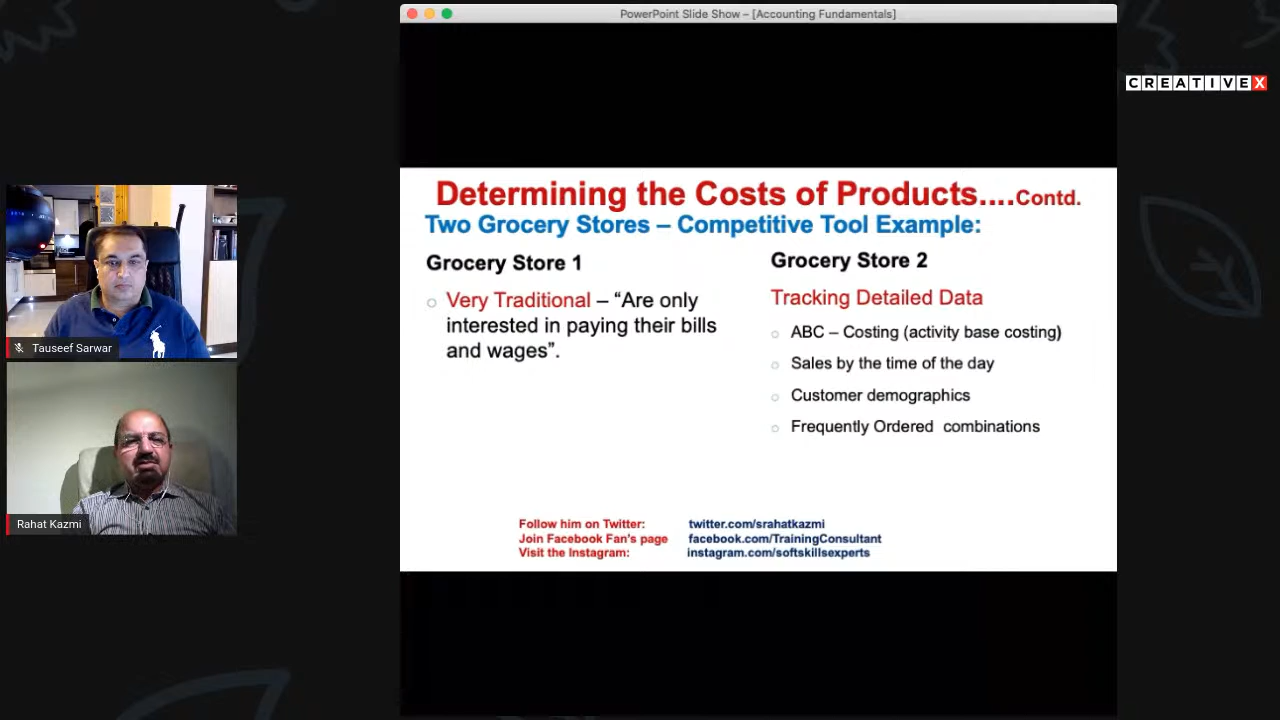 PowerPoint Slide Show – [Accounting Fundamentals]
CREATIVEX
Determining the Costs of Products....Contd.
Two Grocery Stores – Competitive Tool Example:
Grocery Store 1
Very Traditional – “Are only
interested in paying their bills
and wages”.
Grocery Store 2
Tracking Detailed Data
ABC – Costing (activity base costing)
Sales by the time of the day
Customer demographics
Frequently Ordered combinations
Follow him on Twitter: twitter.com/srahatkazmi
Join Facebook Fan's page facebook.com/TrainingConsultant
Visit the Instagram: instagram.com/softskillsexperts
Tauseef Sarwar
Rahat Kazmi